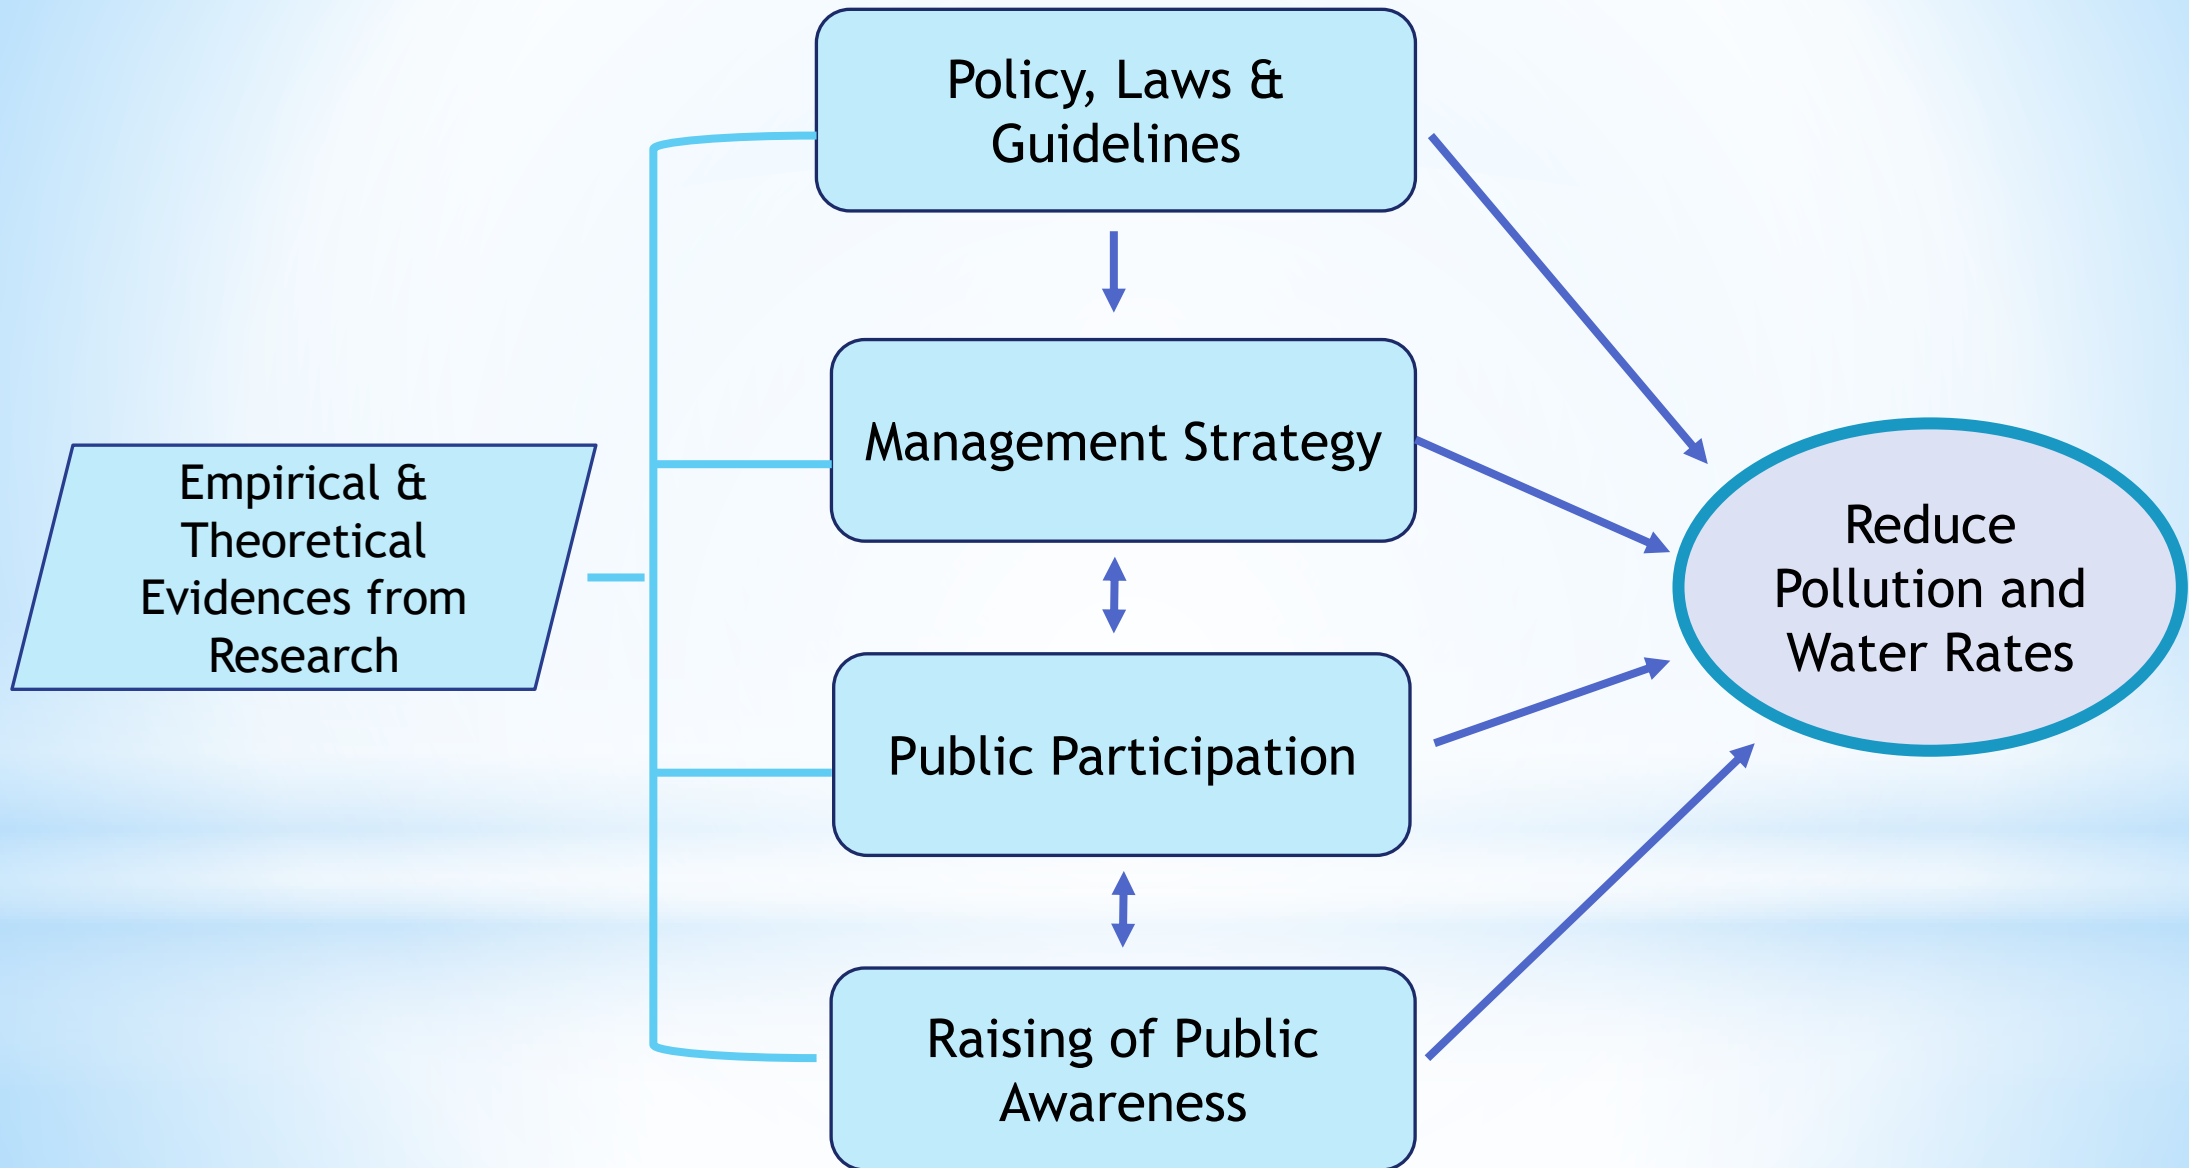 Policy, Laws &
Guidelines
Management Strategy
Empirical &
Theoretical
Evidences from
Research
Reduce
Pollution and
Water Rates
Public Participation
Raising of Public
Awareness